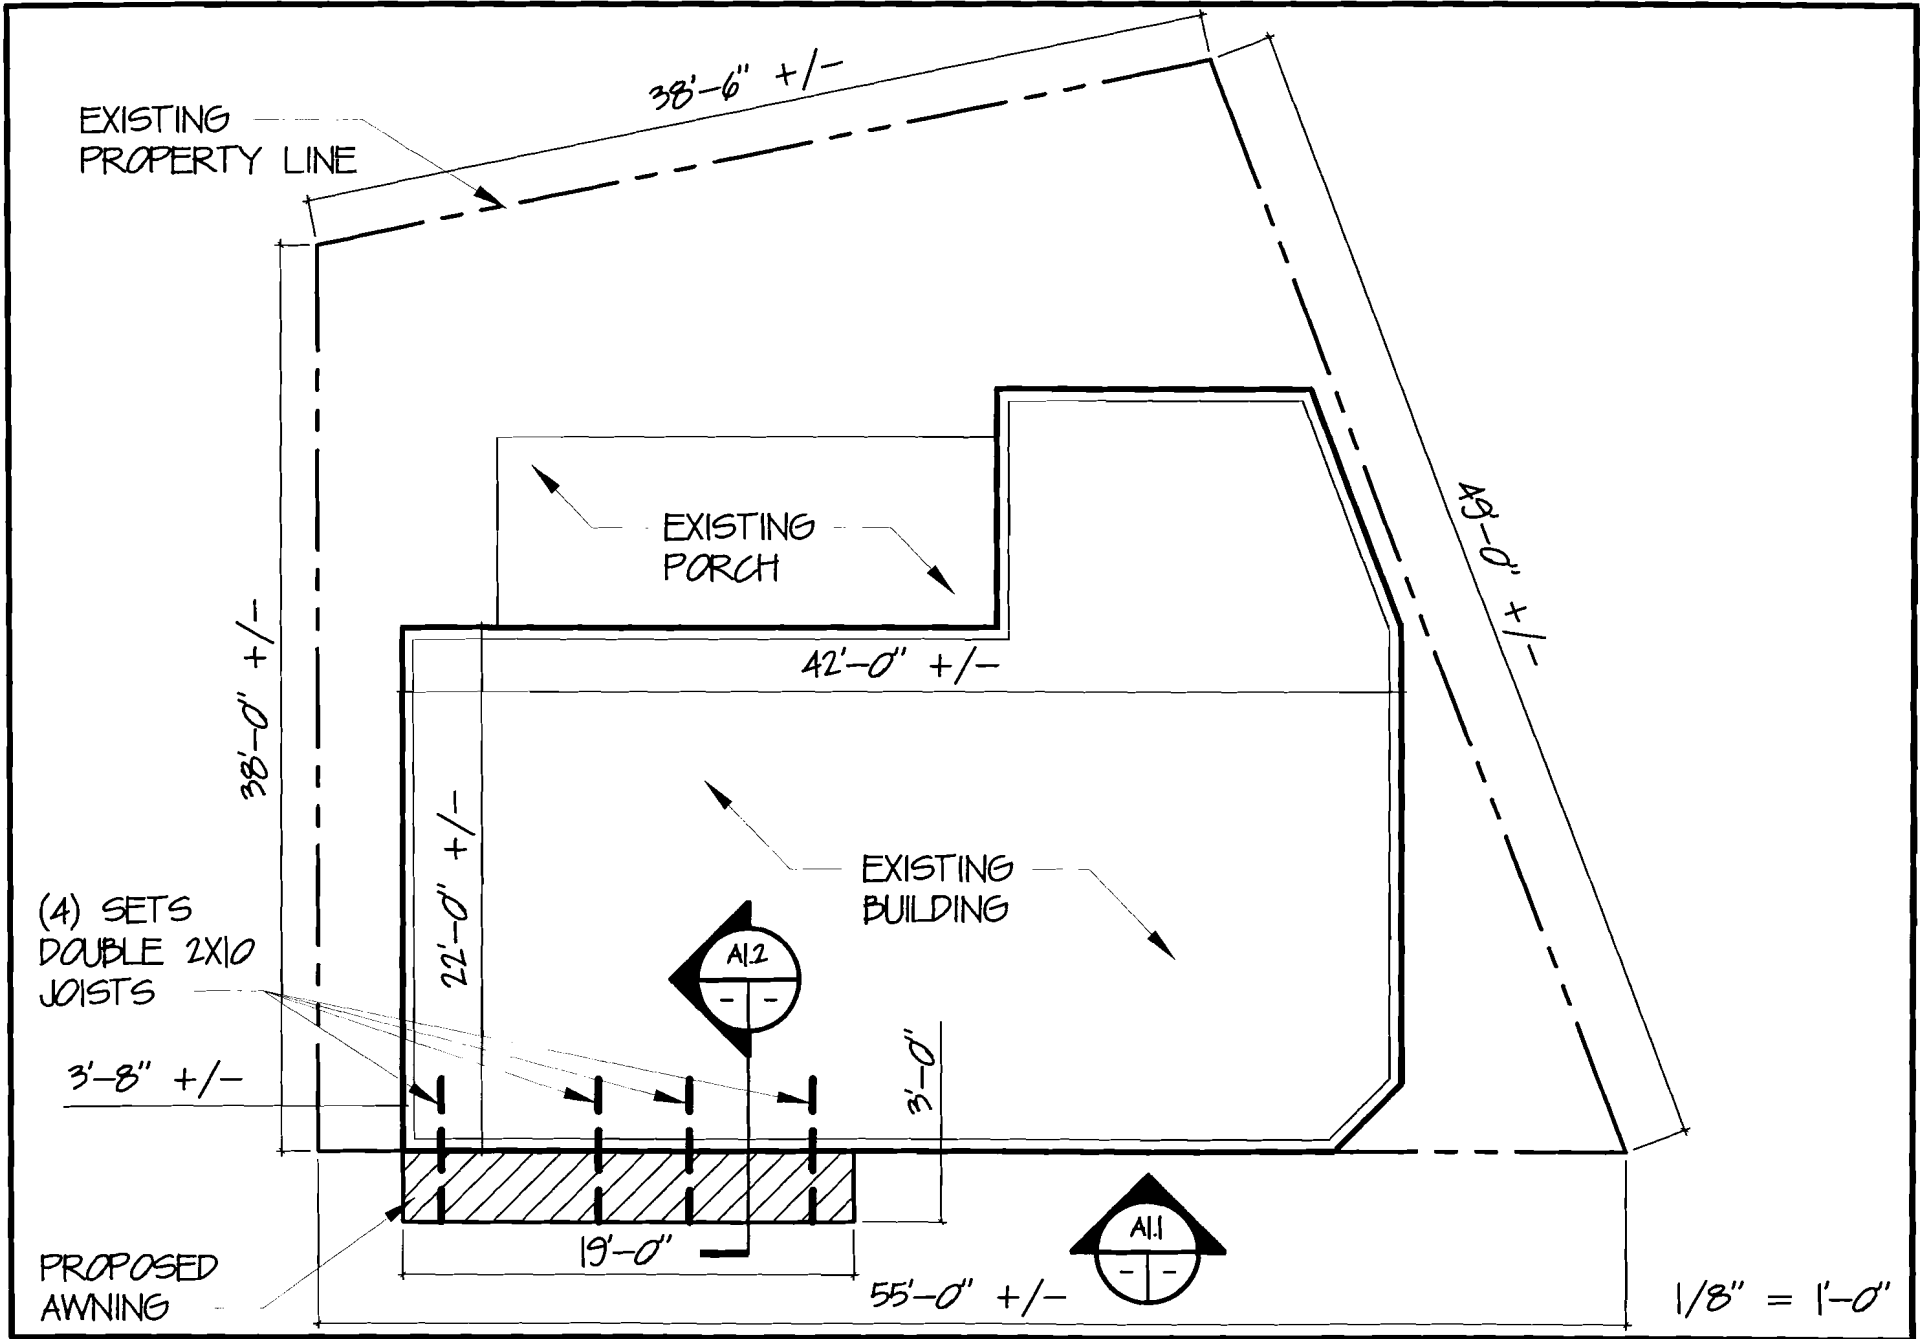 38'-6" +/-
EXISTING
PROPERTY LINE
49'-0" +/-
EXISTING
PORCH
38'-0" +/-
42'-0" +/-
22'-0" +/-
EXISTING
BUILDING
(4) SETS
DOUBLE 2X10
JOISTS
A1.2
- -
3'-8" +/-
3'-0"
A1.1
- -
19'-0"
PROPOSED
AWNING
55'-0" +/-
1/8" = 1'-0"